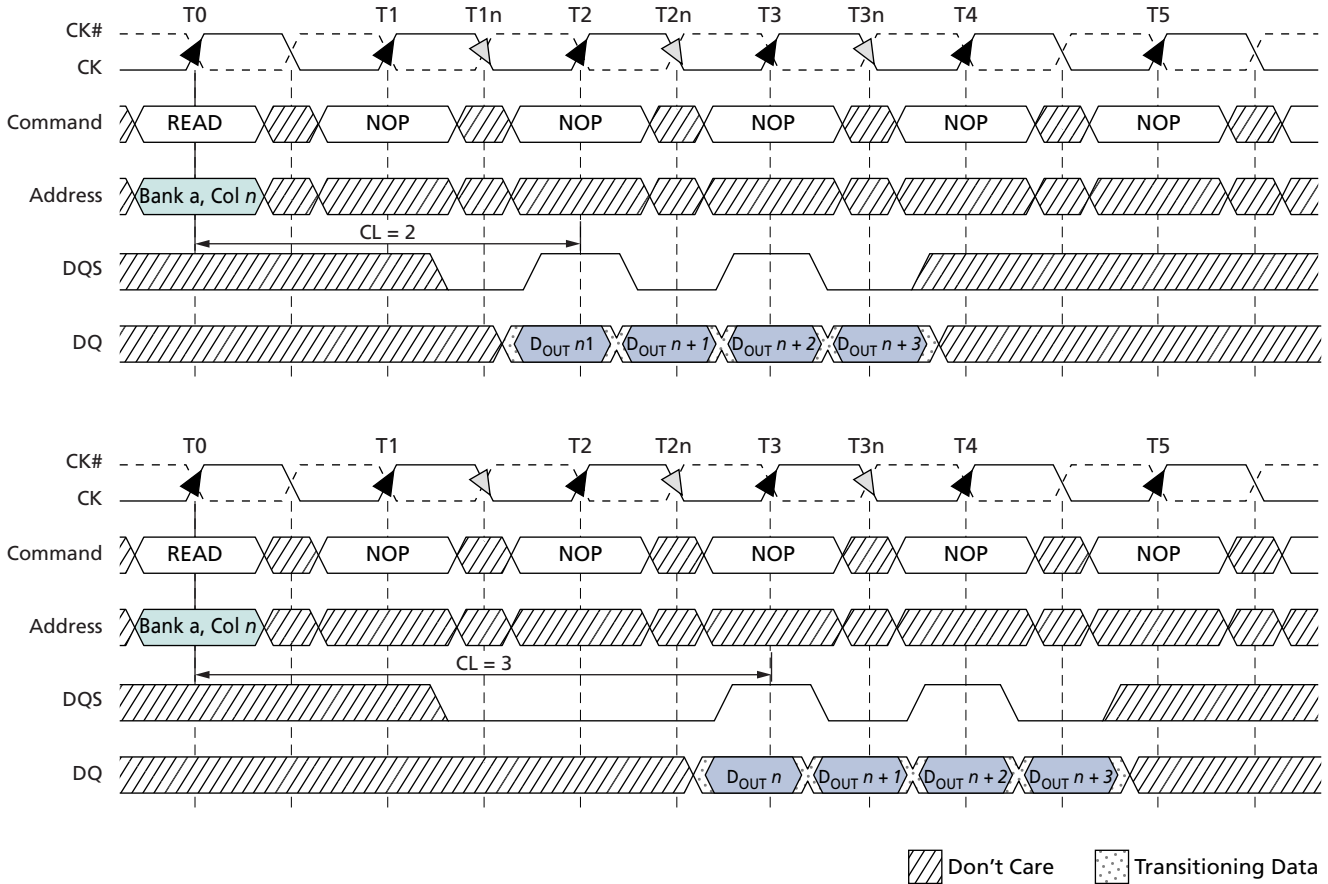 T0 T1 T1n T2 T2n T3 T3n T4 T5
CK#
CK
Command READ NOP NOP NOP NOP NOP
Address Bank a, Col n
CL = 2
DQS
DQ DOUT n1 DOUT n + 1 DOUT n + 2 DOUT n + 3
T0 T1 T1n T2 T2n T3 T3n T4 T5
CK#
CK
Command READ NOP NOP NOP NOP NOP
Address Bank a, Col n
CL = 3
DQS
DQ DOUT n DOUT n + 1 DOUT n + 2 DOUT n + 3
Don't Care Transitioning Data